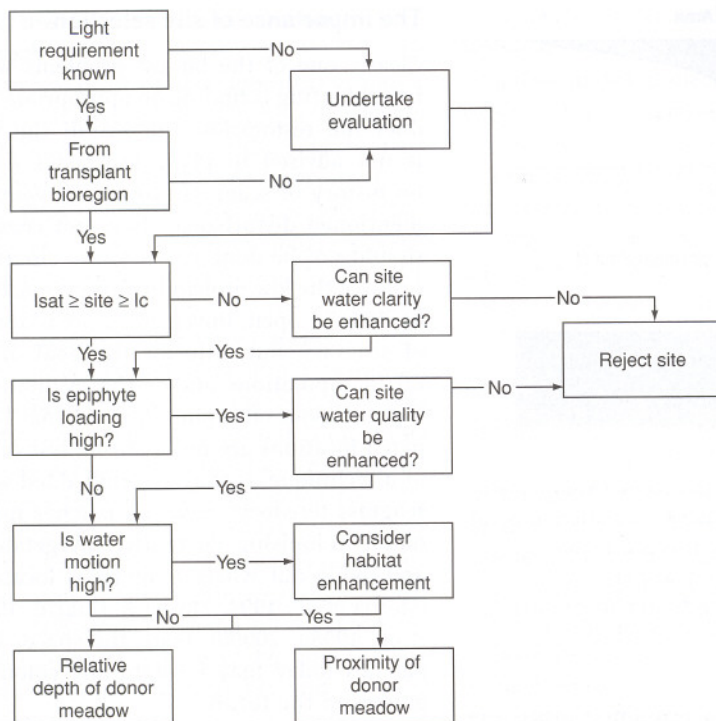 Light
requirement
known
No
Yes
Undertake
evaluation
From
transplant
bioregion
No
Yes
Isat ≥ site ≥ Ic
No
Can site
water clarity
be enhanced?
No
Yes
Yes
Reject site
Is epiphyte
loading
high?
Yes
Can site
water quality
be
enhanced?
No
No
Yes
Is water
motion
high?
Yes
Consider
habitat
enhancement
No
Yes
Relative
depth of donor
meadow
Proximity of
donor
meadow